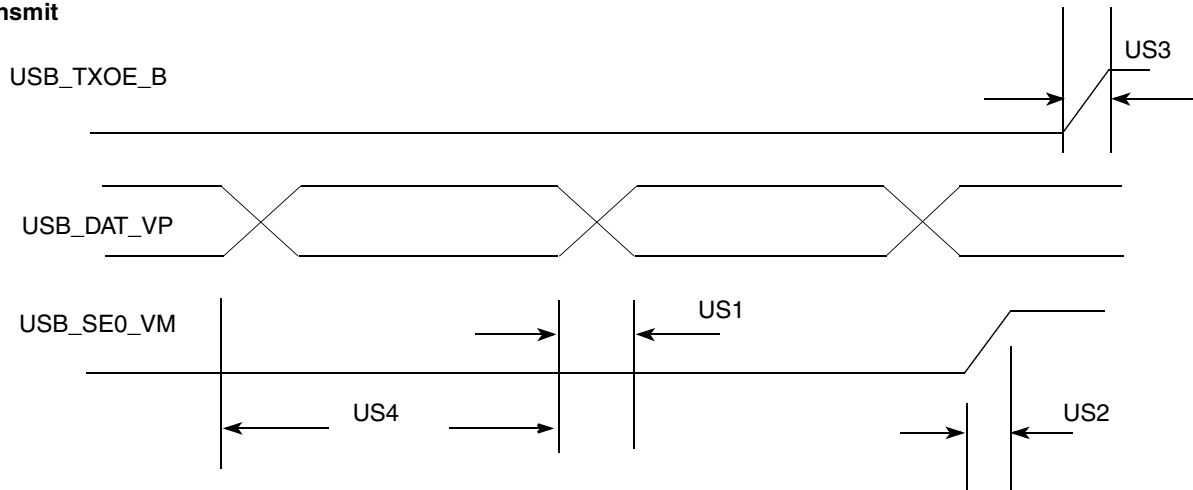 nsmit
US3
USB_TXOE_B
USB_DAT_VP
US1
USB_SE0_VM
US4
US2